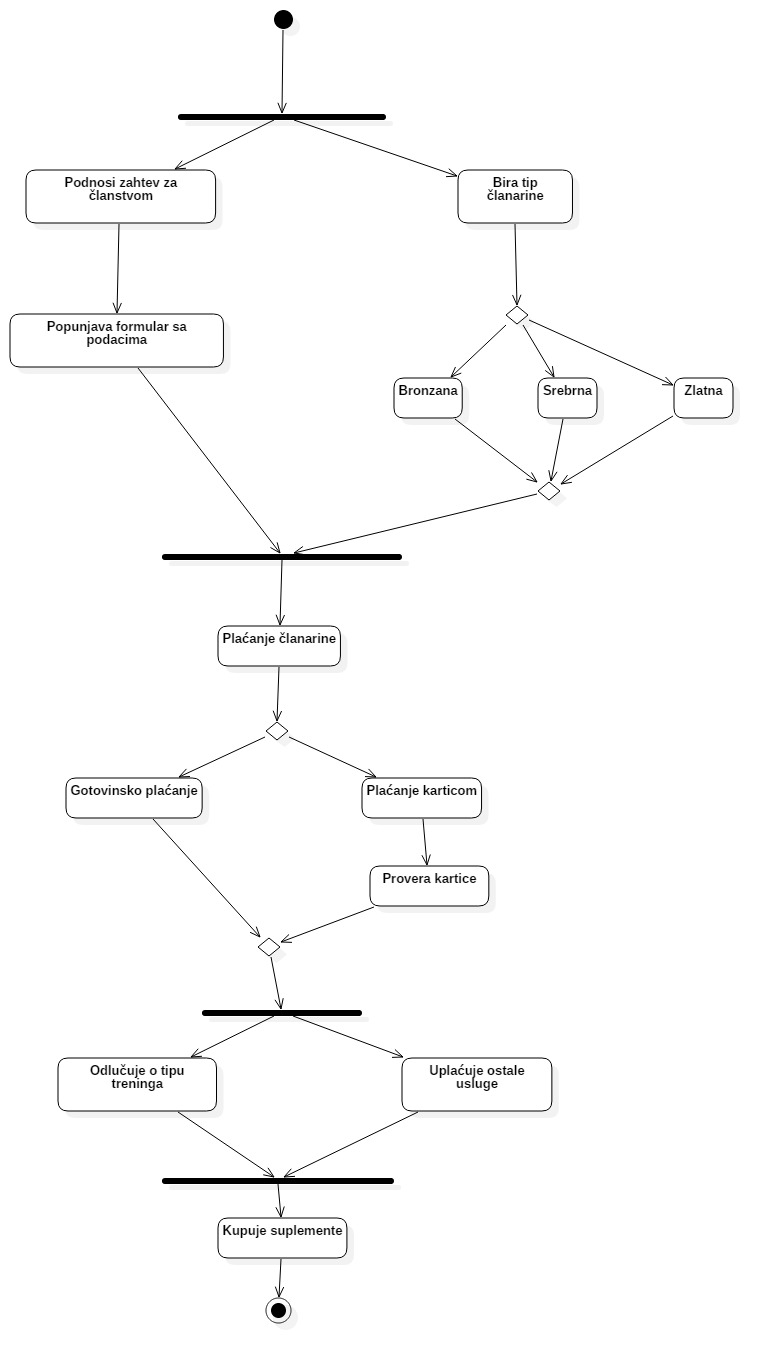 Podnosi zahtev za
članstvom
Bira tip
članarine
Popunjava formular sa
podacima
Bronzana
Srebrna
Zlatna
Plaćanje članarine
Gotovinsko plaćanje
Plaćanje karticom
Provera kartice
Odlučuje o tipu
treninga
Uplaćuje ostale
usluge
Kupuje suplemente